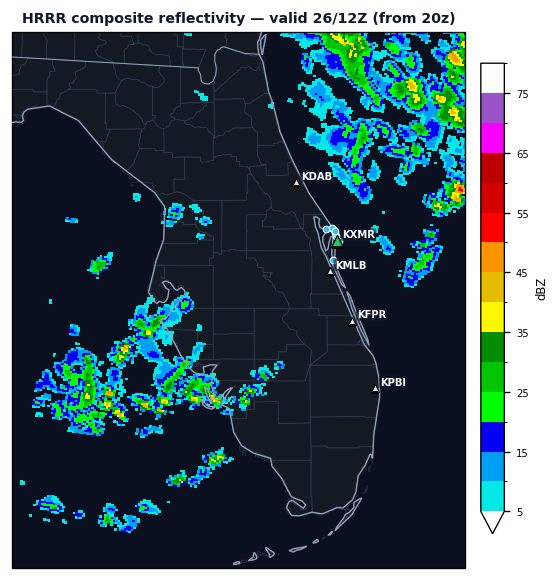 HRRR composite reflectivity — valid 26/12Z (from 20z)
KDAB
KXMR
KMLB
KFPR
KPBI
75
65
55
45
35
25
15
5
dBZ